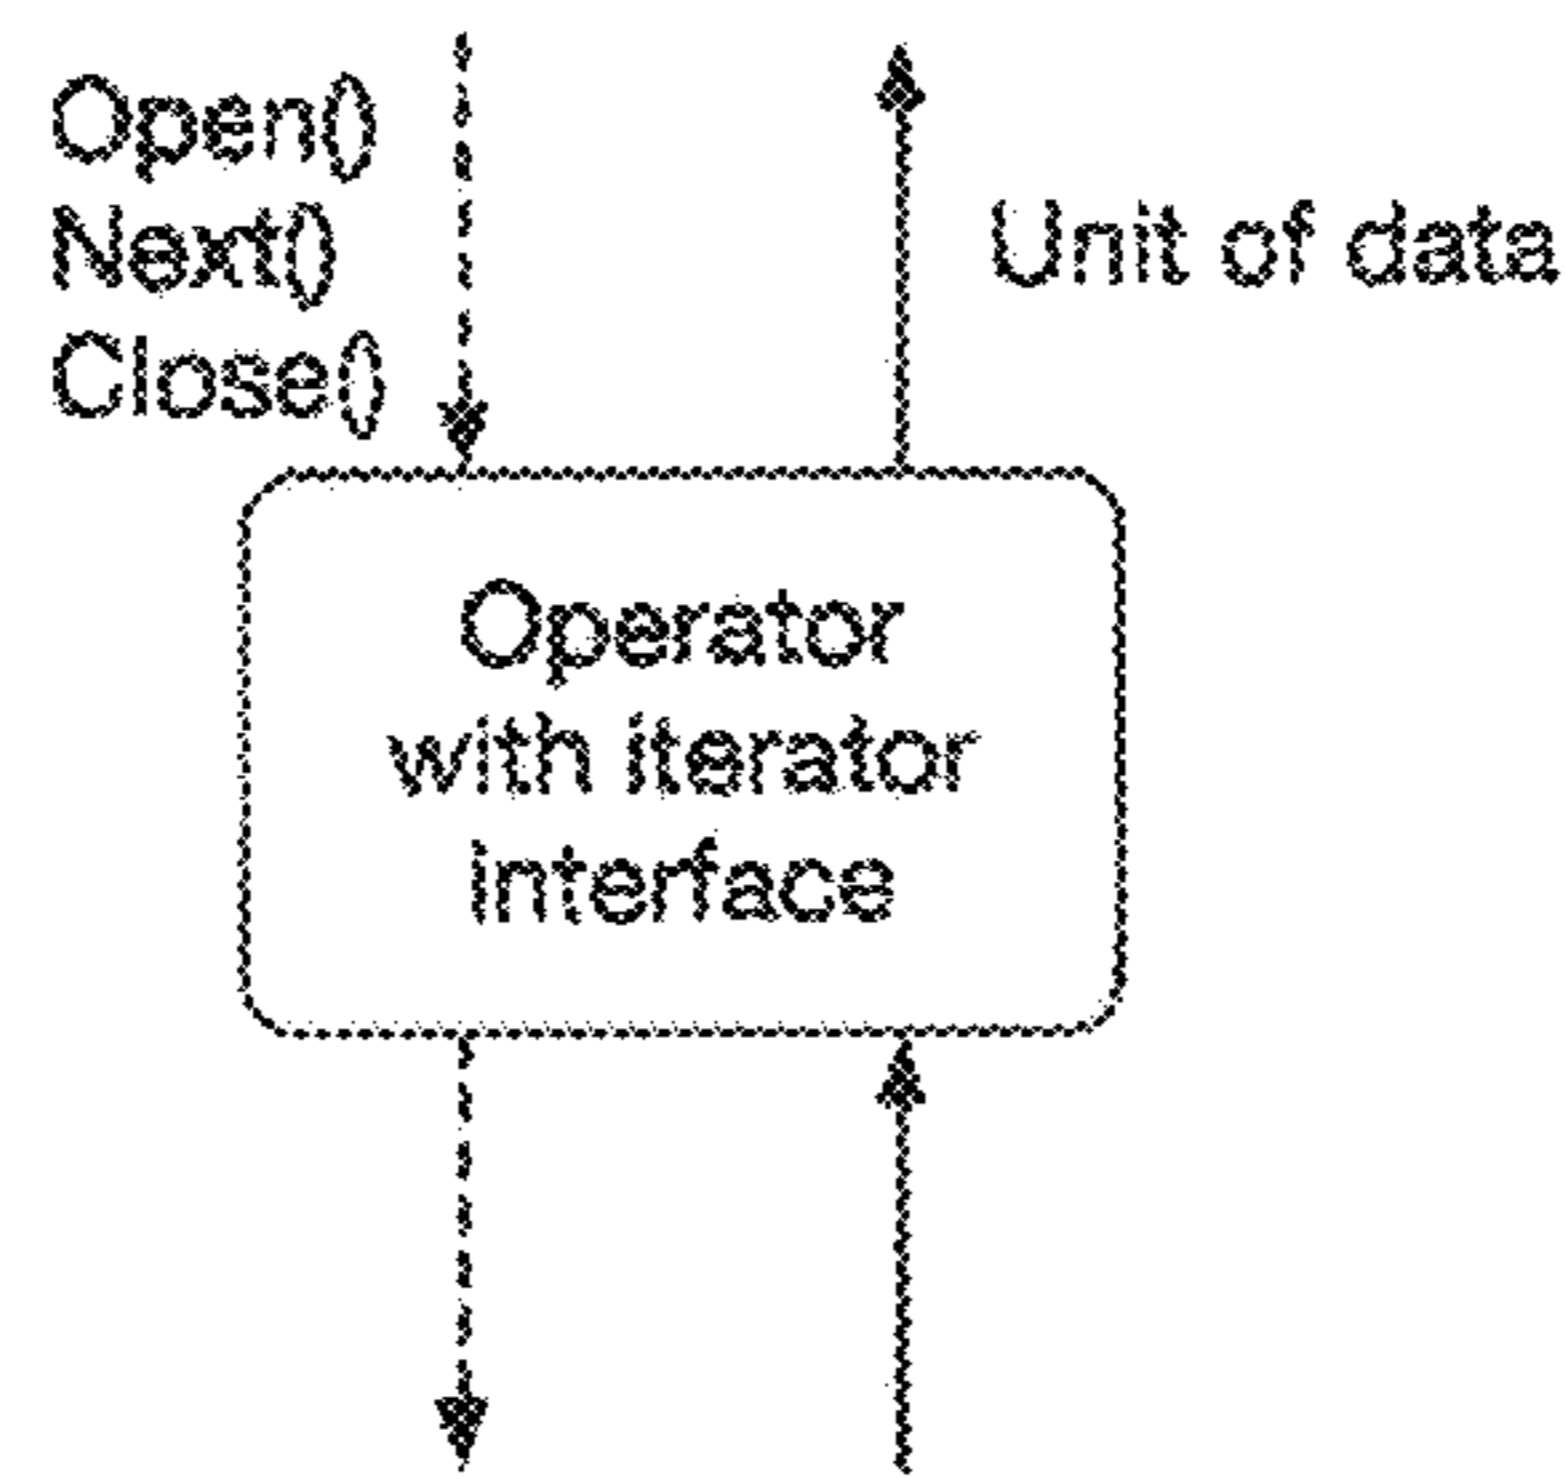 Open()
Next()
Close()
Unit of data
Operator
with iterator
interface